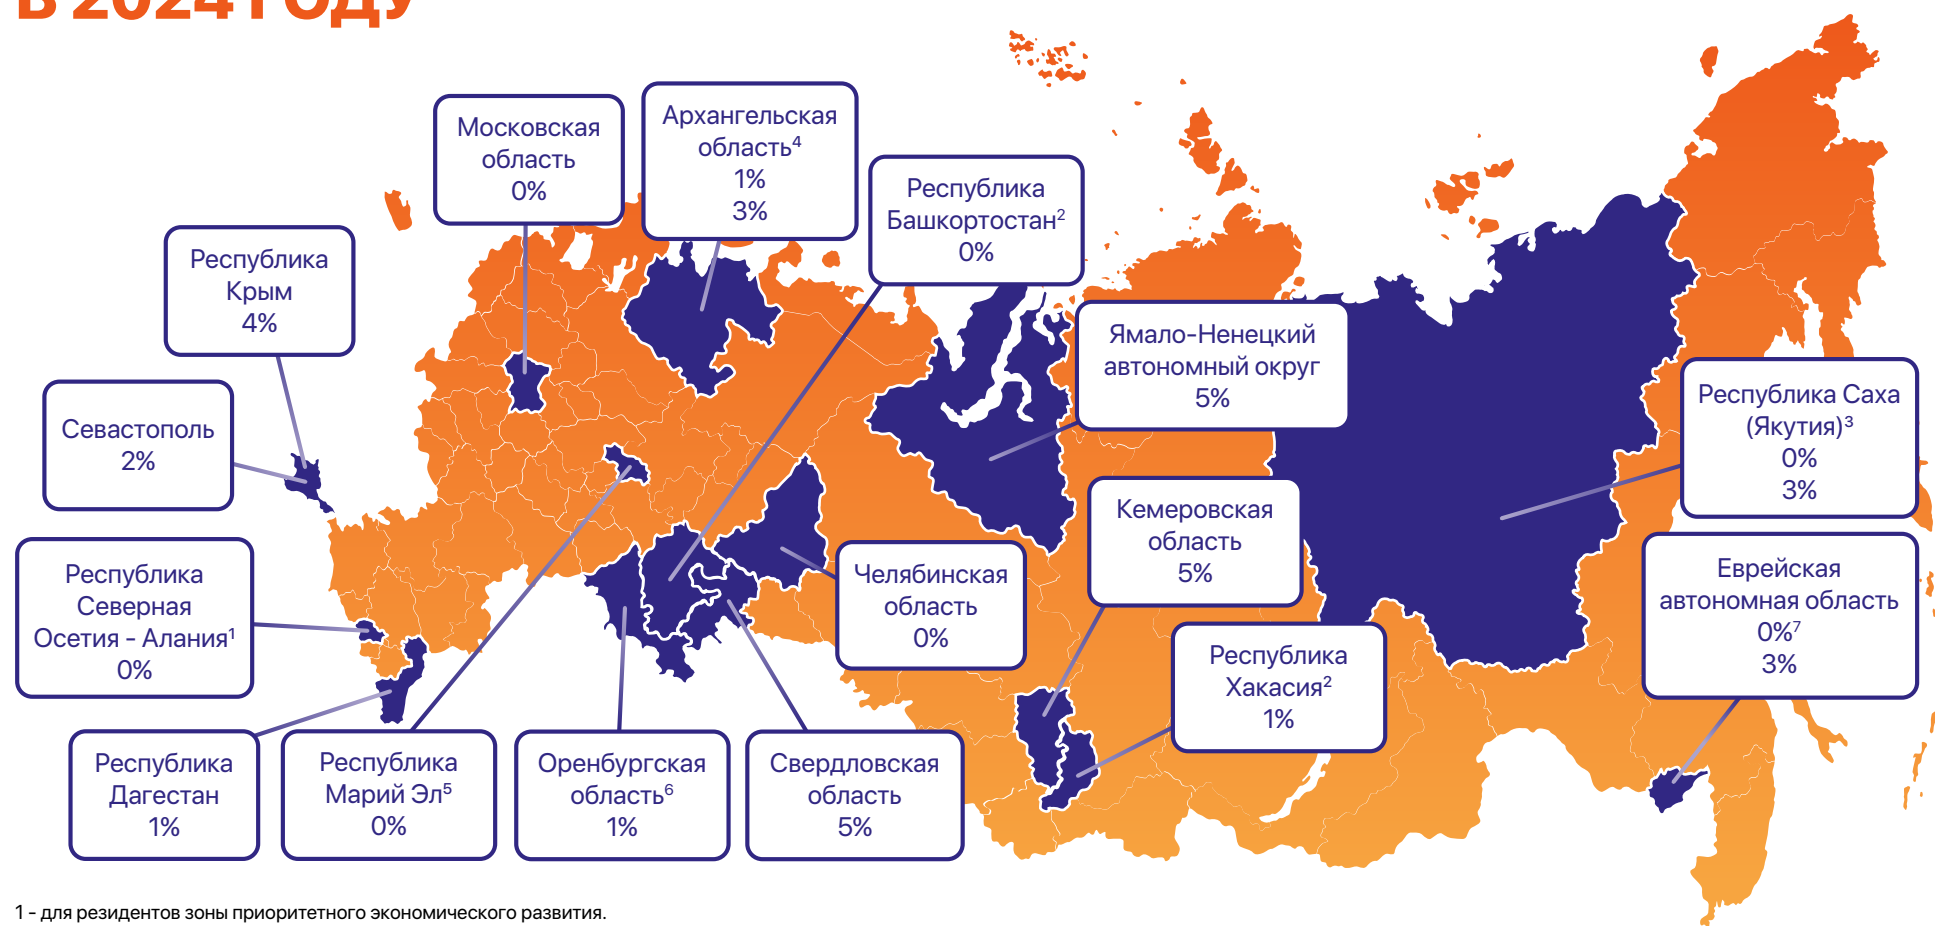 В 2024 ГОДУ
Московская
область
0%
Архангельская
область⁴
1%
3%
Республика
Башкортостан²
0%
Республика
Крым
4%
Ямало-Ненецкий
автономный округ
5%
Севастополь
2%
Республика Саха
(Якутия)³
0%
3%
Кемеровская
область
5%
Республика
Северная
Осетия - Алания¹
0%
Челябинская
область
0%
Еврейская
автономная область
0%⁷
3%
Республика
Хакасия²
1%
Республика
Дагестан
1%
Республика
Марий Эл⁵
0%
Оренбургская
область⁶
1%
Свердловская
область
5%
1 - для резидентов зоны приоритетного экономического развития.